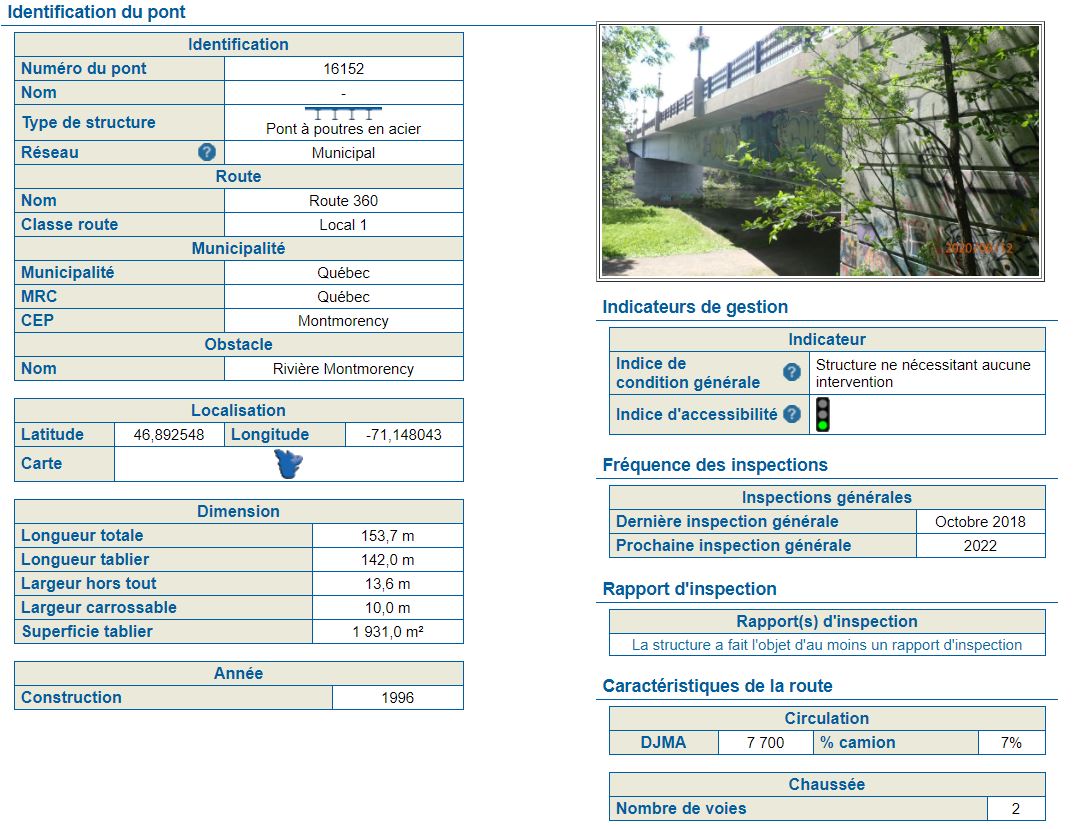 Identification du pont
Identification
Numéro du pont 16152
Nom -
Type de structure Pont à poutres en acier
Réseau ? Municipal
Route
Nom Route 360
Classe route Local 1
Municipalité
Municipalité Québec
MRC Québec
CEP Montmorency
Obstacle
Nom Rivière Montmorency
Localisation
Latitude 46,892548 Longitude -71,148043
Carte
Dimension
Longueur totale 153,7 m
Longueur tablier 142,0 m
Largeur hors tout 13,6 m
Largeur carrossable 10,0 m
Superficie tablier 1 931,0 m²
Année
Construction 1996
Indicateurs de gestion
Indicateur
Indice de
condition générale ? Structure ne nécessitant aucune
intervention
Indice d'accessibilité ?
Fréquence des inspections
Inspections générales
Dernière inspection générale Octobre 2018
Prochaine inspection générale 2022
Rapport d'inspection
Rapport(s) d'inspection
La structure a fait l'objet d'au moins un rapport d'inspection
Caractéristiques de la route
Circulation
DJMA 7 700 % camion 7%
Chaussée
Nombre de voies 2